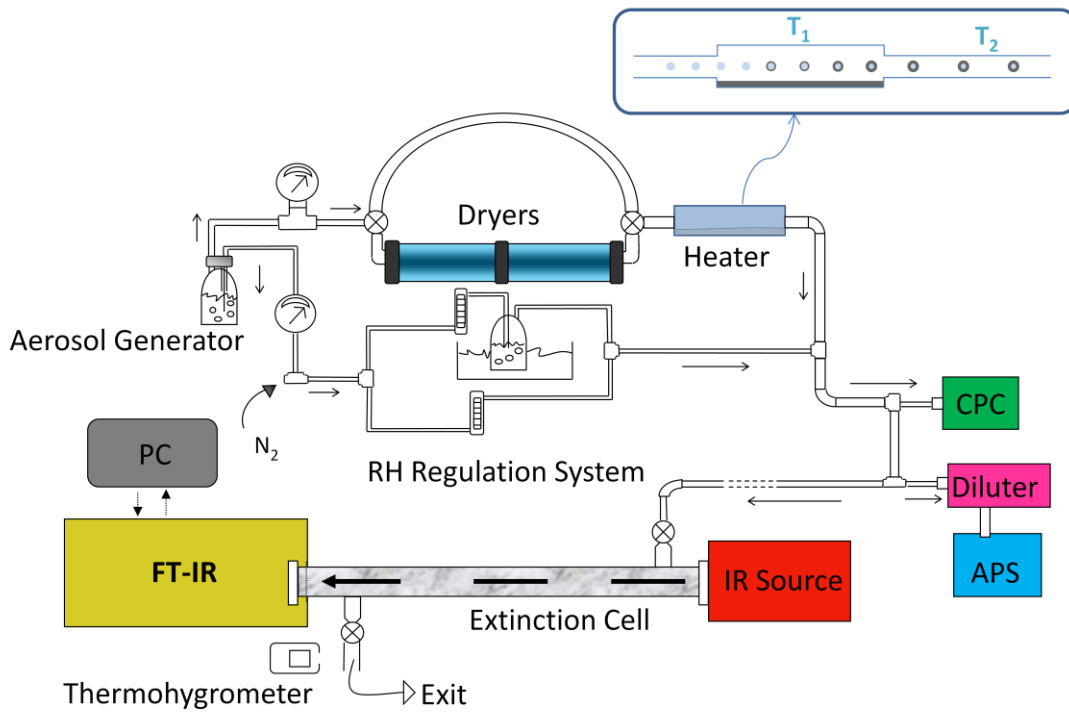 T1
T2
Dryers
Heater
Aerosol Generator
N2
RH Regulation System
CPC
PC
Diluter
FT-IR
IR Source
APS
Extinction Cell
Thermohygrometer
Exit